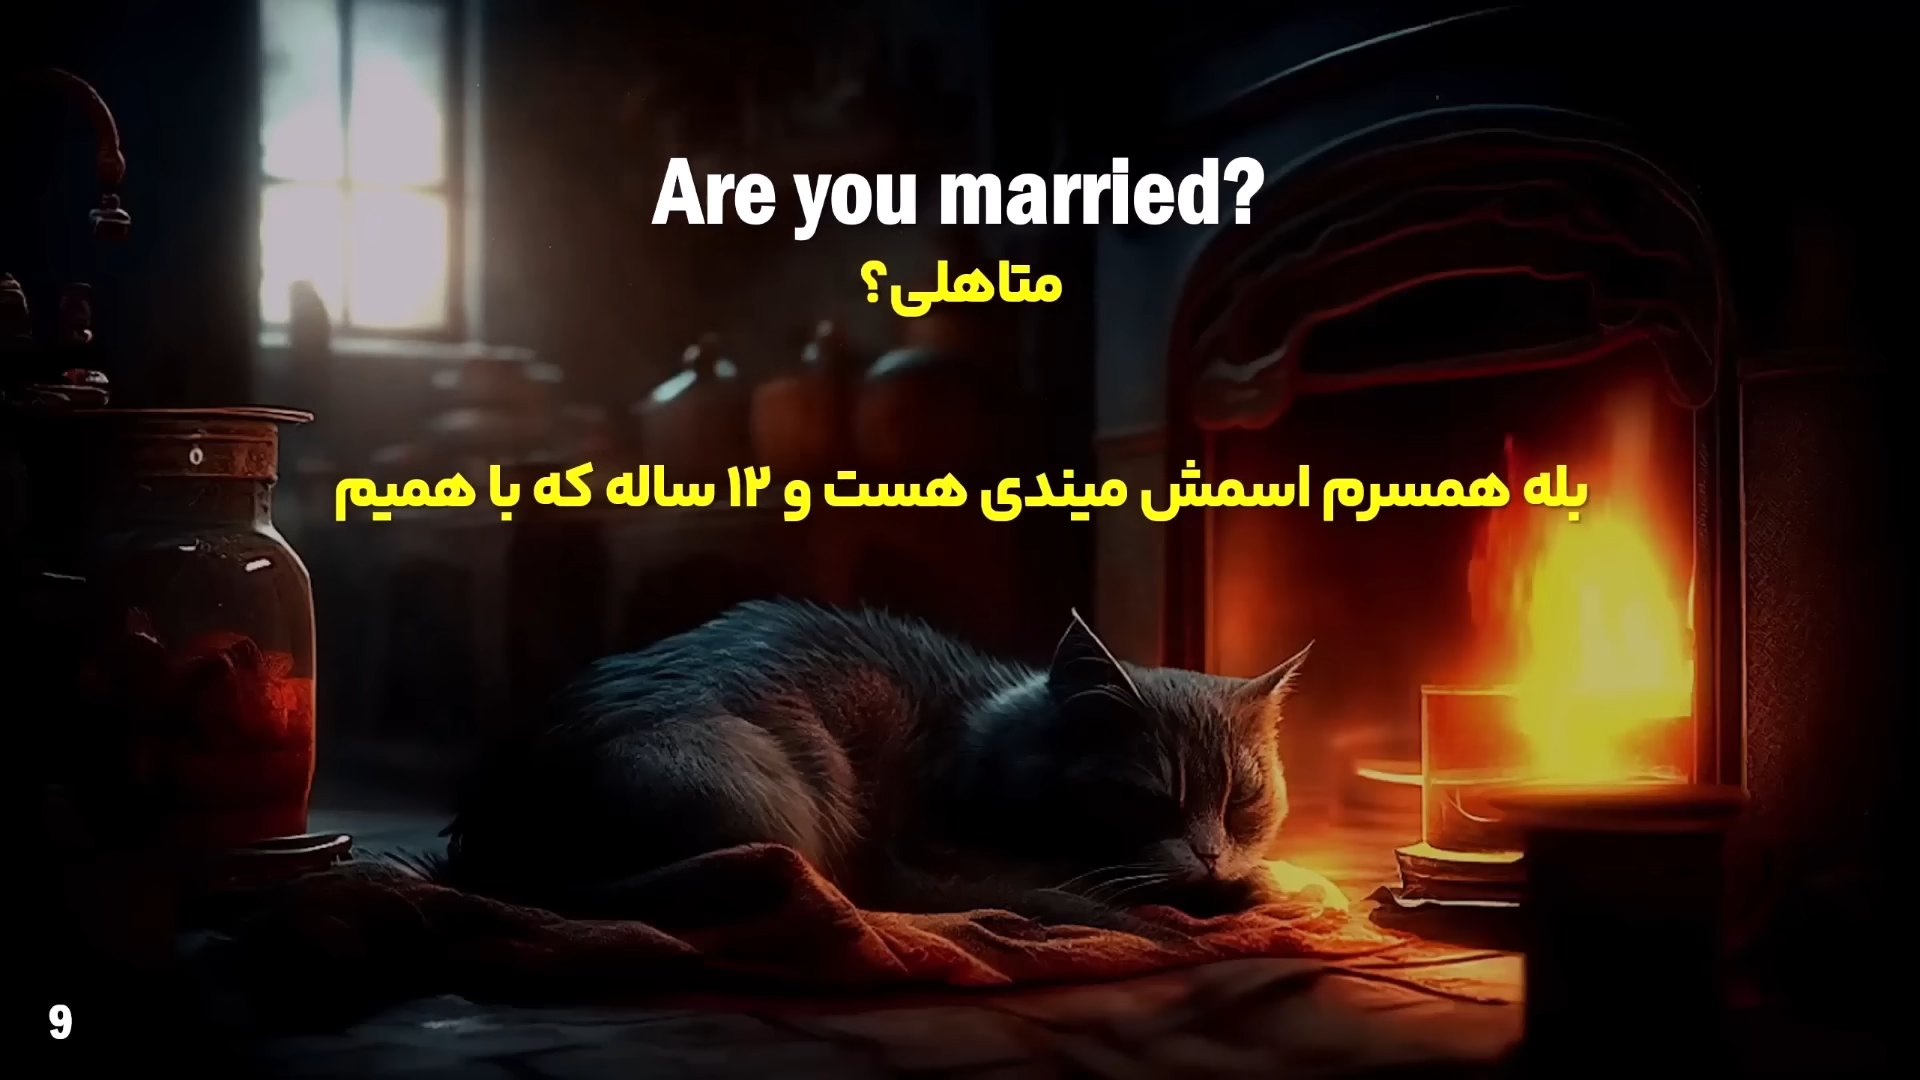 Are you married?
متاهلی؟
بله همسرم اسمش میندی هست و ۱۲ ساله که با همیم
9